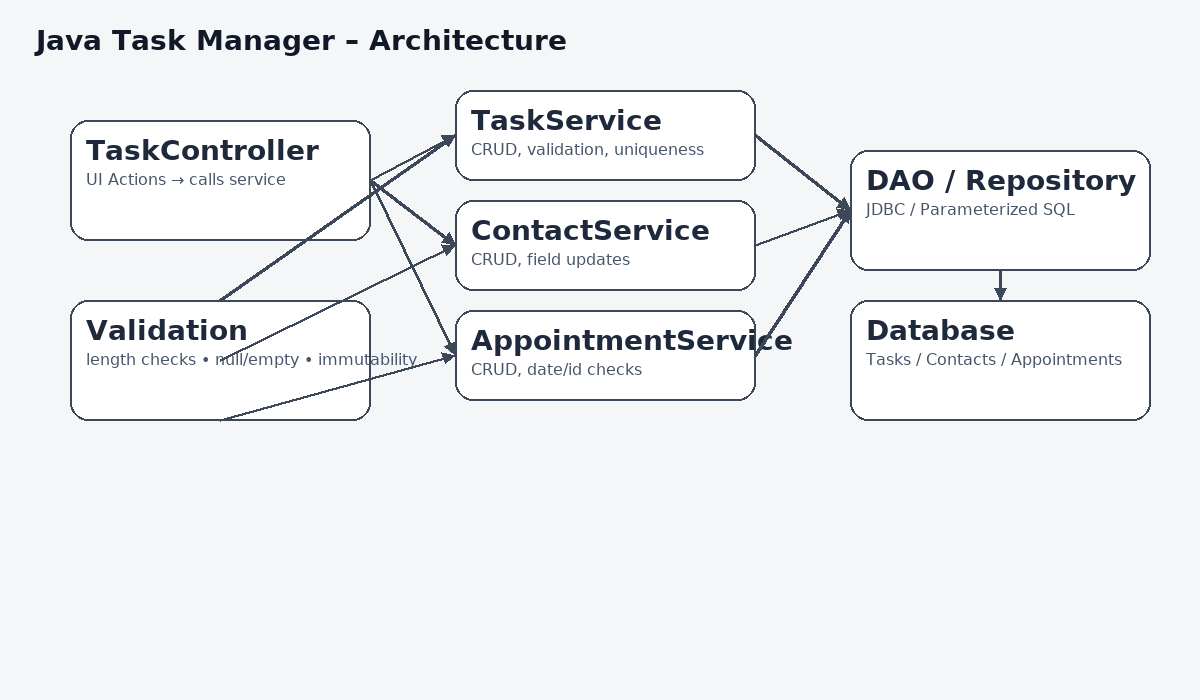 Java Task Manager – Architecture
TaskController
UI Actions → calls service
Validation
length checks • null/empty • immutability
TaskService
CRUD, validation, uniqueness
ContactService
CRUD, field updates
AppointmentService
CRUD, date/id checks
DAO / Repository
JDBC / Parameterized SQL
Database
Tasks / Contacts / Appointments